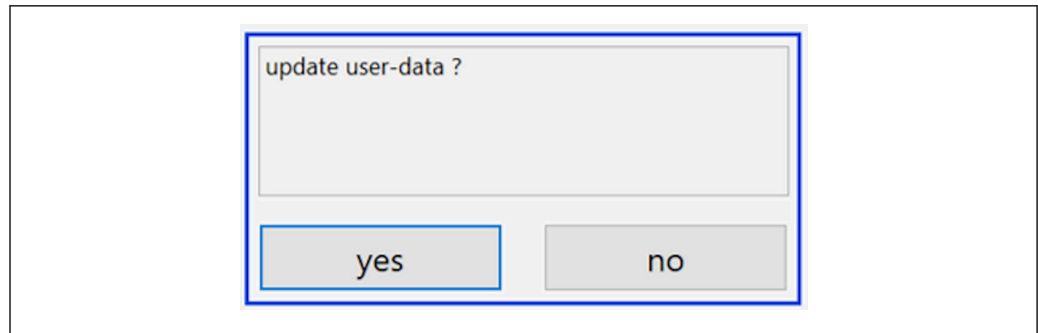 update user-data ?
yes
no